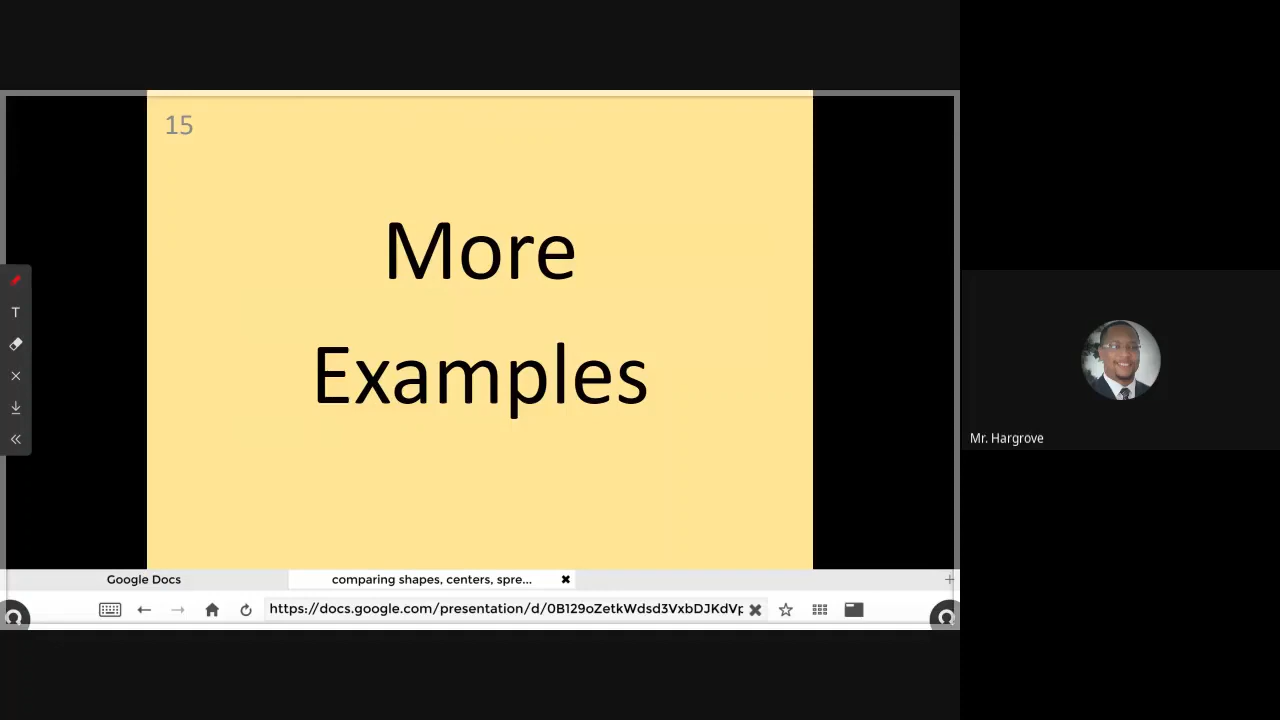 15
More
Examples
T
Mr. Hargrove
Google Docs
comparing shapes, centers, spre...
https://docs.google.com/presentation/d/0B129oZetkWdsd3VxbDJKdVp